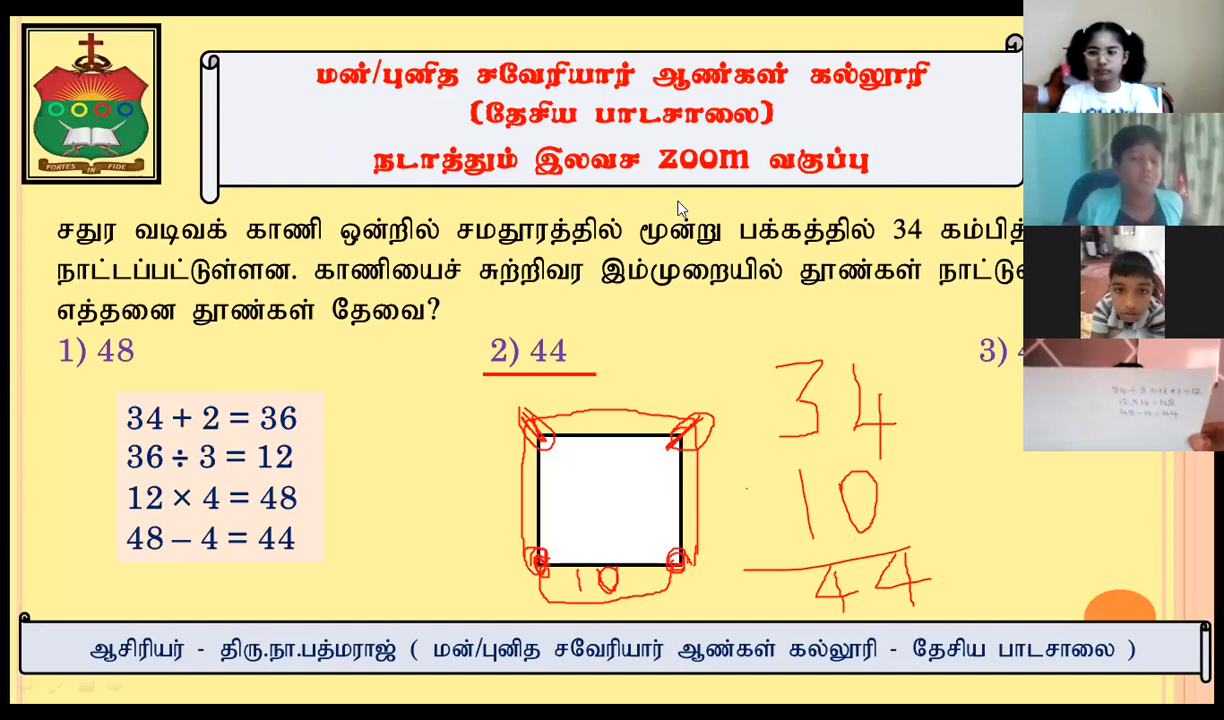 மன்/புனித சவேரியார் ஆண்கள் கல்லூரி
(தேசிய பாடசாலை)
நடாத்தும் இலவச ZOOM வகுப்பு
FORTES IN FIDE
சதுர வடிவக் காணி ஒன்றில் சமதூரத்தில் மூன்று பக்கத்தில் 34 கம்பித்
நாட்டப்பட்டுள்ளன. காணியைச் சுற்றிவர இம்முறையில் தூண்கள்
எத்தனை தூண்கள் தேவை?
1) 48 2) 44 3)
34 + 2 = 36
36 ÷ 3 = 12
12 × 4 = 48
48 – 4 = 44
10
34
10
44
ஆசிரியர் - திரு.நா.பத்மராஜ் ( மன்/புனித சவேரியார் ஆண்கள் கல்லூரி - தேசிய பாடசாலை )